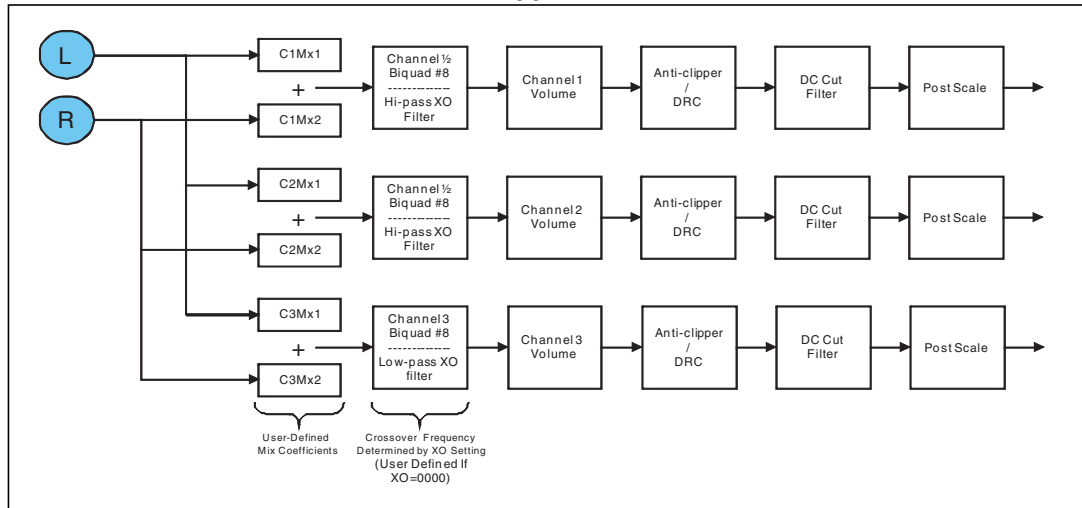 L
R
C1Mx1
+
C1Mx2
Channel ½
Biquad #8
--------------
Hi-pass XO
Filter
Channel 1
Volume
Anti-clipper
/
DRC
DC Cut
Filter
Post Scale
C2Mx1
+
C2Mx2
Channel ½
Biquad #8
--------------
Hi-pass XO
Filter
Channel 2
Volume
Anti-clipper
/
DRC
DC Cut
Filter
Post Scale
C3Mx1
+
C3Mx2
Channel 3
Biquad #8
--------------
Low-pass XO
filter
Channel 3
Volume
Anti-clipper
/
DRC
DC Cut
Filter
Post Scale
User-Defined
Mix Coefficients
Crossover Frequency
Determined by XO Setting
(User Defined If
XO=0000)